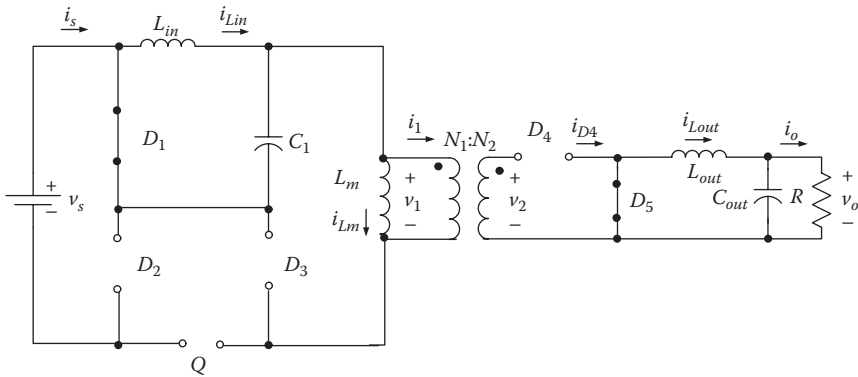 i_s
L_in
i_Lin
D_1
C_1
+
v_s
−
D_2
D_3
Q
L_m
i_Lm
i_1
+
v_1
−
N_1:N_2
+
v_2
−
D_4
i_D4
D_5
i_Lout
L_out
C_out
R
i_o
+
v_o
−